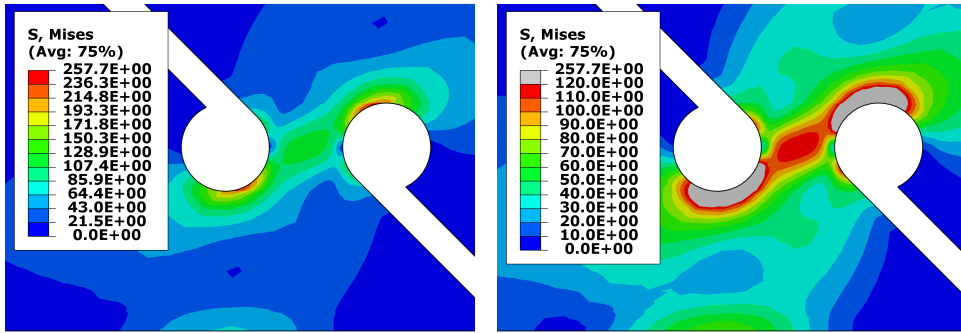 S, Mises
(Avg: 75%)
257.7E+00
236.3E+00
214.8E+00
193.3E+00
171.8E+00
150.3E+00
128.9E+00
107.4E+00
85.9E+00
64.4E+00
43.0E+00
21.5E+00
0.0E+00
S, Mises
(Avg: 75%)
257.7E+00
120.0E+00
110.0E+00
100.0E+00
90.0E+00
80.0E+00
70.0E+00
60.0E+00
50.0E+00
40.0E+00
30.0E+00
20.0E+00
10.0E+00
0.0E+00